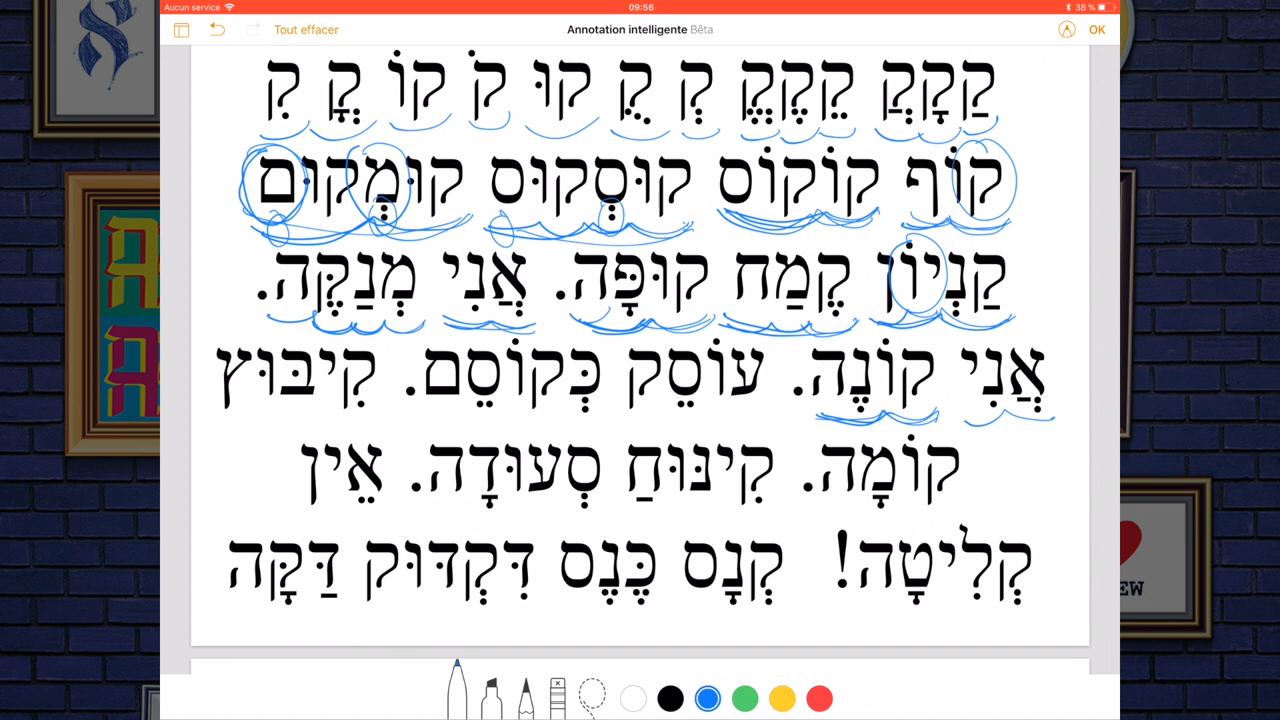 Aucun service 09:56 38 %
Tout effacer Annotation intelligente Bêta OK
קַקָקֲ קֵקֶקֱ קְ קֻ קוּ קֹ קוֹ קֳ קִ
קוֹף קוֹקוֹס קוּסְקוּס קוּמְקוּם
קַנְיוֹן קֶמַח קוּפָּה. אֲנִי מְנַקֶּה.
אֲנִי קוֹנֶה. עוֹסֵק כְּקוֹסֵם. קִיבּוּץ
קוֹמָה. קִינּוּחַ סְעוּדָה. אֵין
קְלִיטָה! קְנָס כֶּנֶס דִּקְדּוּק דַּקָּה
EW